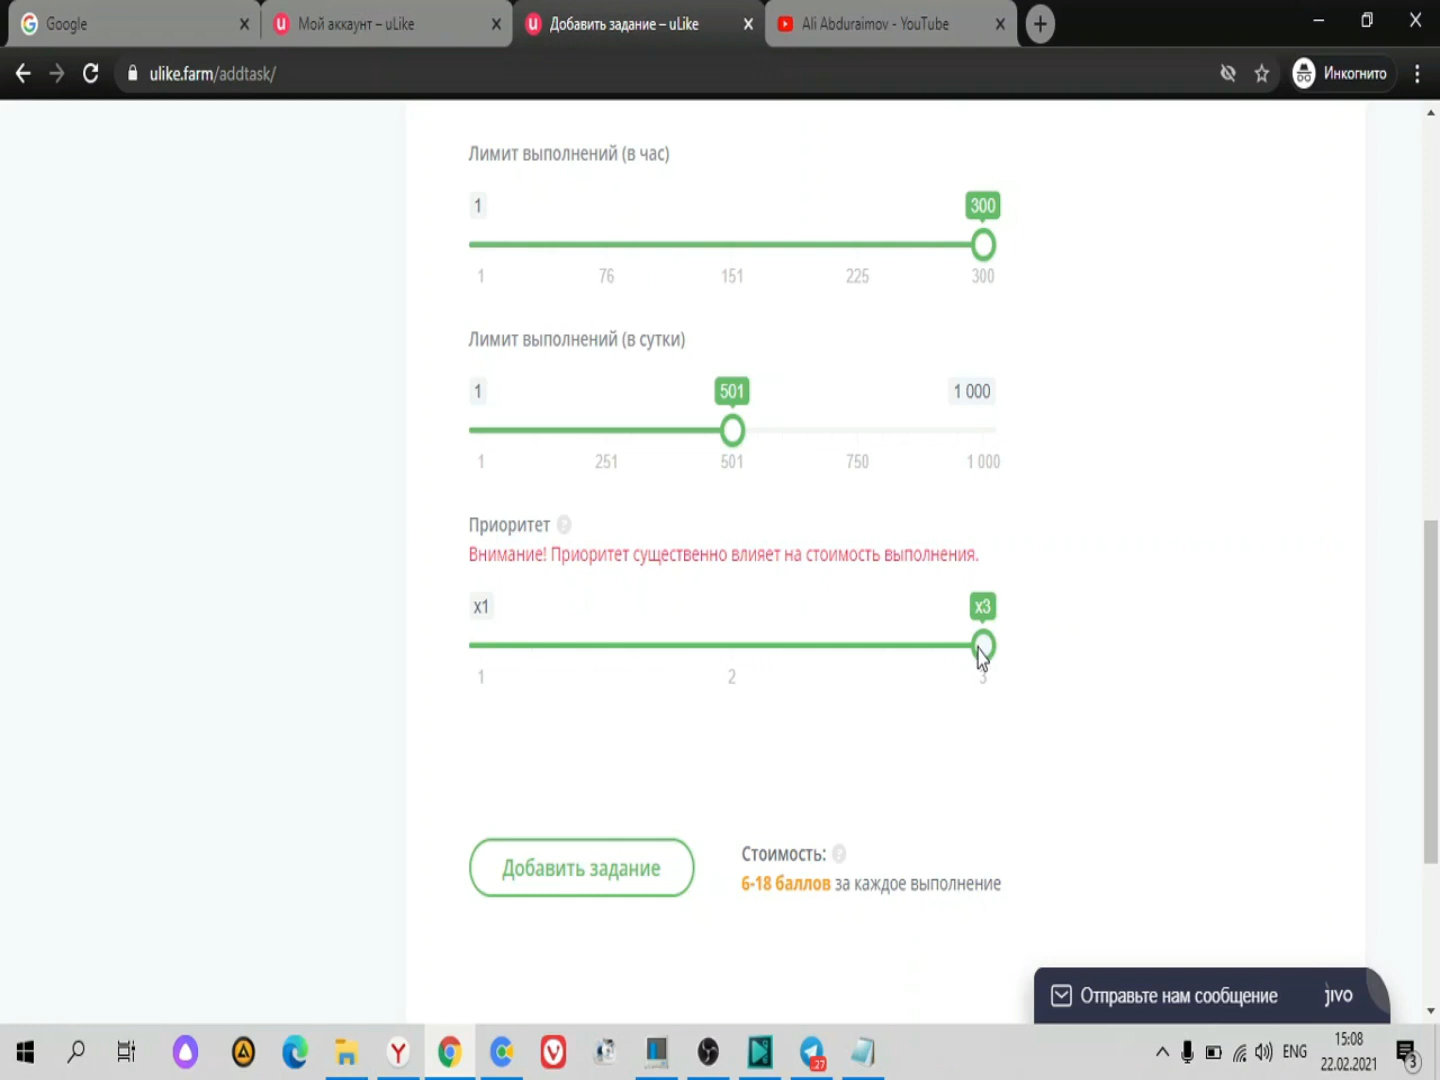 Google
Мой аккаунт – uLike
Добавить задание – uLike
Ali Abduraimov - YouTube
ulike.farm/addtask/
Инкогнито
Лимит выполнений (в час)
1
300
1 76 151 225 300
Лимит выполнений (в сутки)
1 501 1 000
1 251 501 750 1 000
Приоритет ?
Внимание! Приоритет существенно влияет на стоимость выполнения.
x1 x3
1 2 3
Добавить задание
Стоимость: ?
6-18 баллов за каждое выполнение
Отправьте нам сообщение jivo
27
ENG
15:08
22.02.2021
3